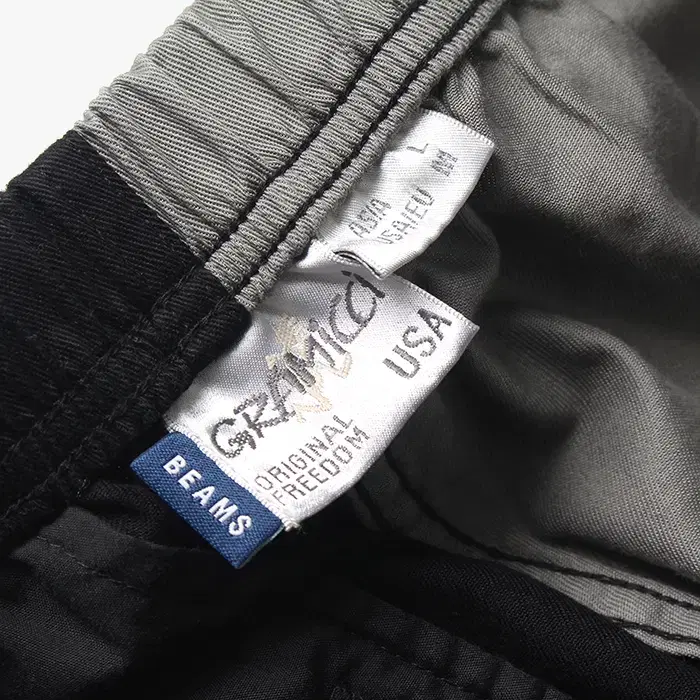 ASIA L
USA/EU M
GRAMICCI
USA
ORIGINAL
FREEDOM
BEAMS